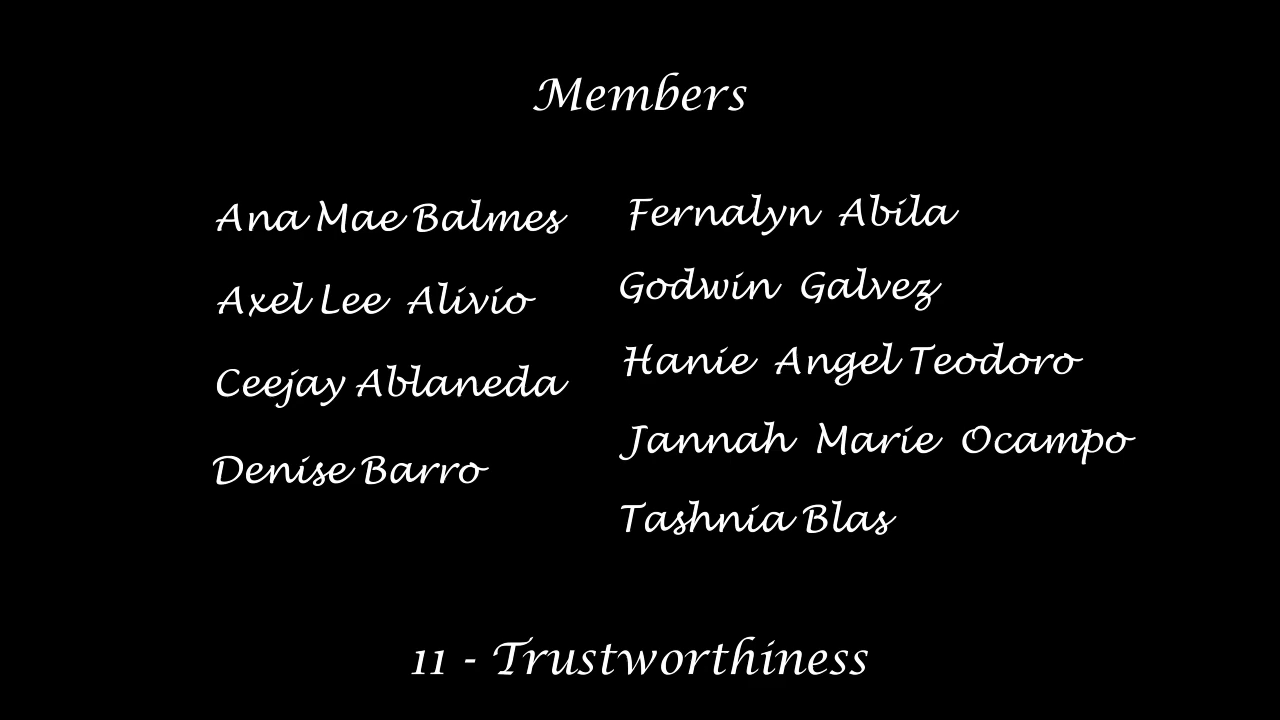 Members
Ana Mae Balmes
Axel Lee Alivio
Ceejay Ablaneda
Denise Barro
Fernalyn Abila
Godwin Galvez
Hanie Angel Teodoro
Jannah Marie Ocampo
Tashnia Blas
11 - Trustworthiness